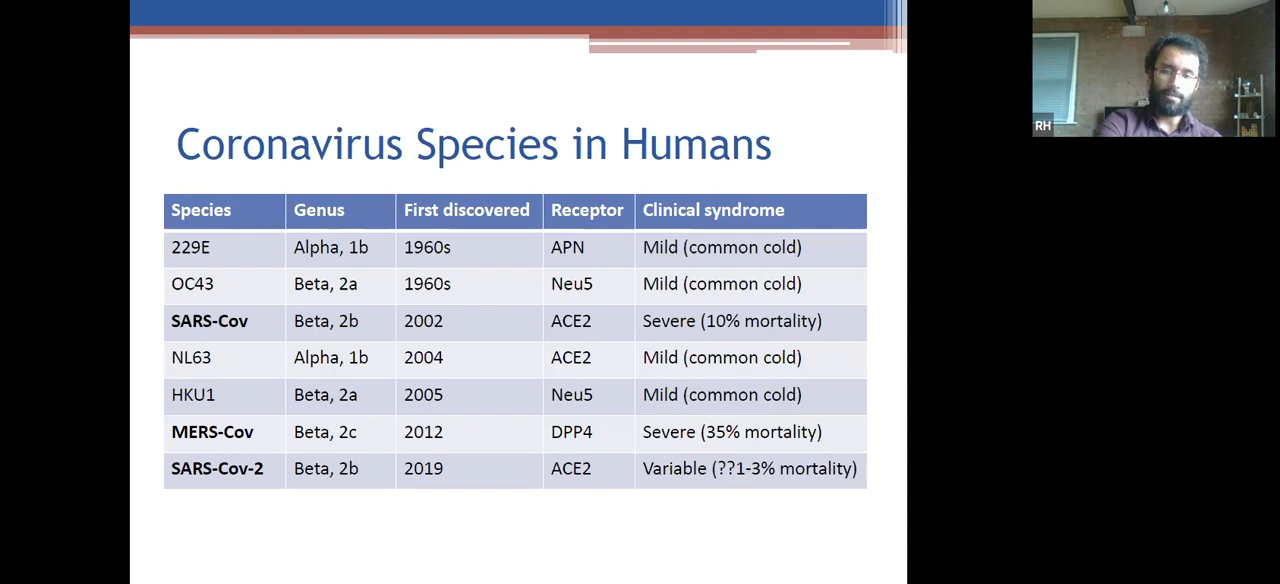 Coronavirus Species in Humans
Species Genus First discovered Receptor Clinical syndrome
229E Alpha, 1b 1960s APN Mild (common cold)
OC43 Beta, 2a 1960s Neu5 Mild (common cold)
SARS-Cov Beta, 2b 2002 ACE2 Severe (10% mortality)
NL63 Alpha, 1b 2004 ACE2 Mild (common cold)
HKU1 Beta, 2a 2005 Neu5 Mild (common cold)
MERS-Cov Beta, 2c 2012 DPP4 Severe (35% mortality)
SARS-Cov-2 Beta, 2b 2019 ACE2 Variable (??1-3% mortality)
RH